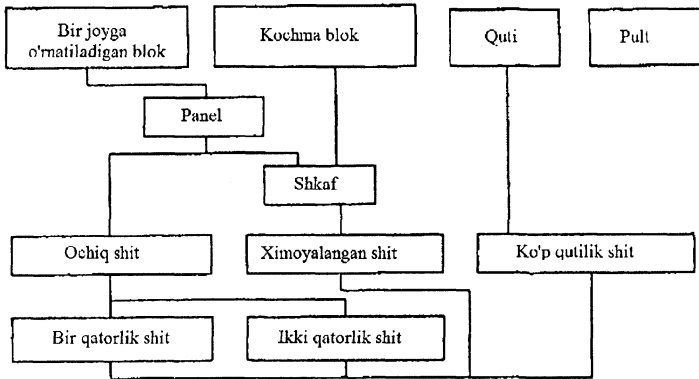 Bir joyga
o'rnatiladigan blok
Kochma blok
Quti
Pult
Panel
Shkaf
Ochiq shit
Ximoyalangan shit
Ko'p qutilik shit
Bir qatorlik shit
Ikki qatorlik shit